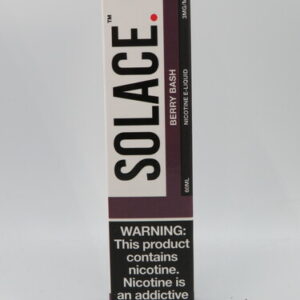 SOLACE.™
BERRY BASH
NICOTINE E-LIQUID
60ML
WARNING:
This product
contains
nicotine.
Nicotine is
an addictive